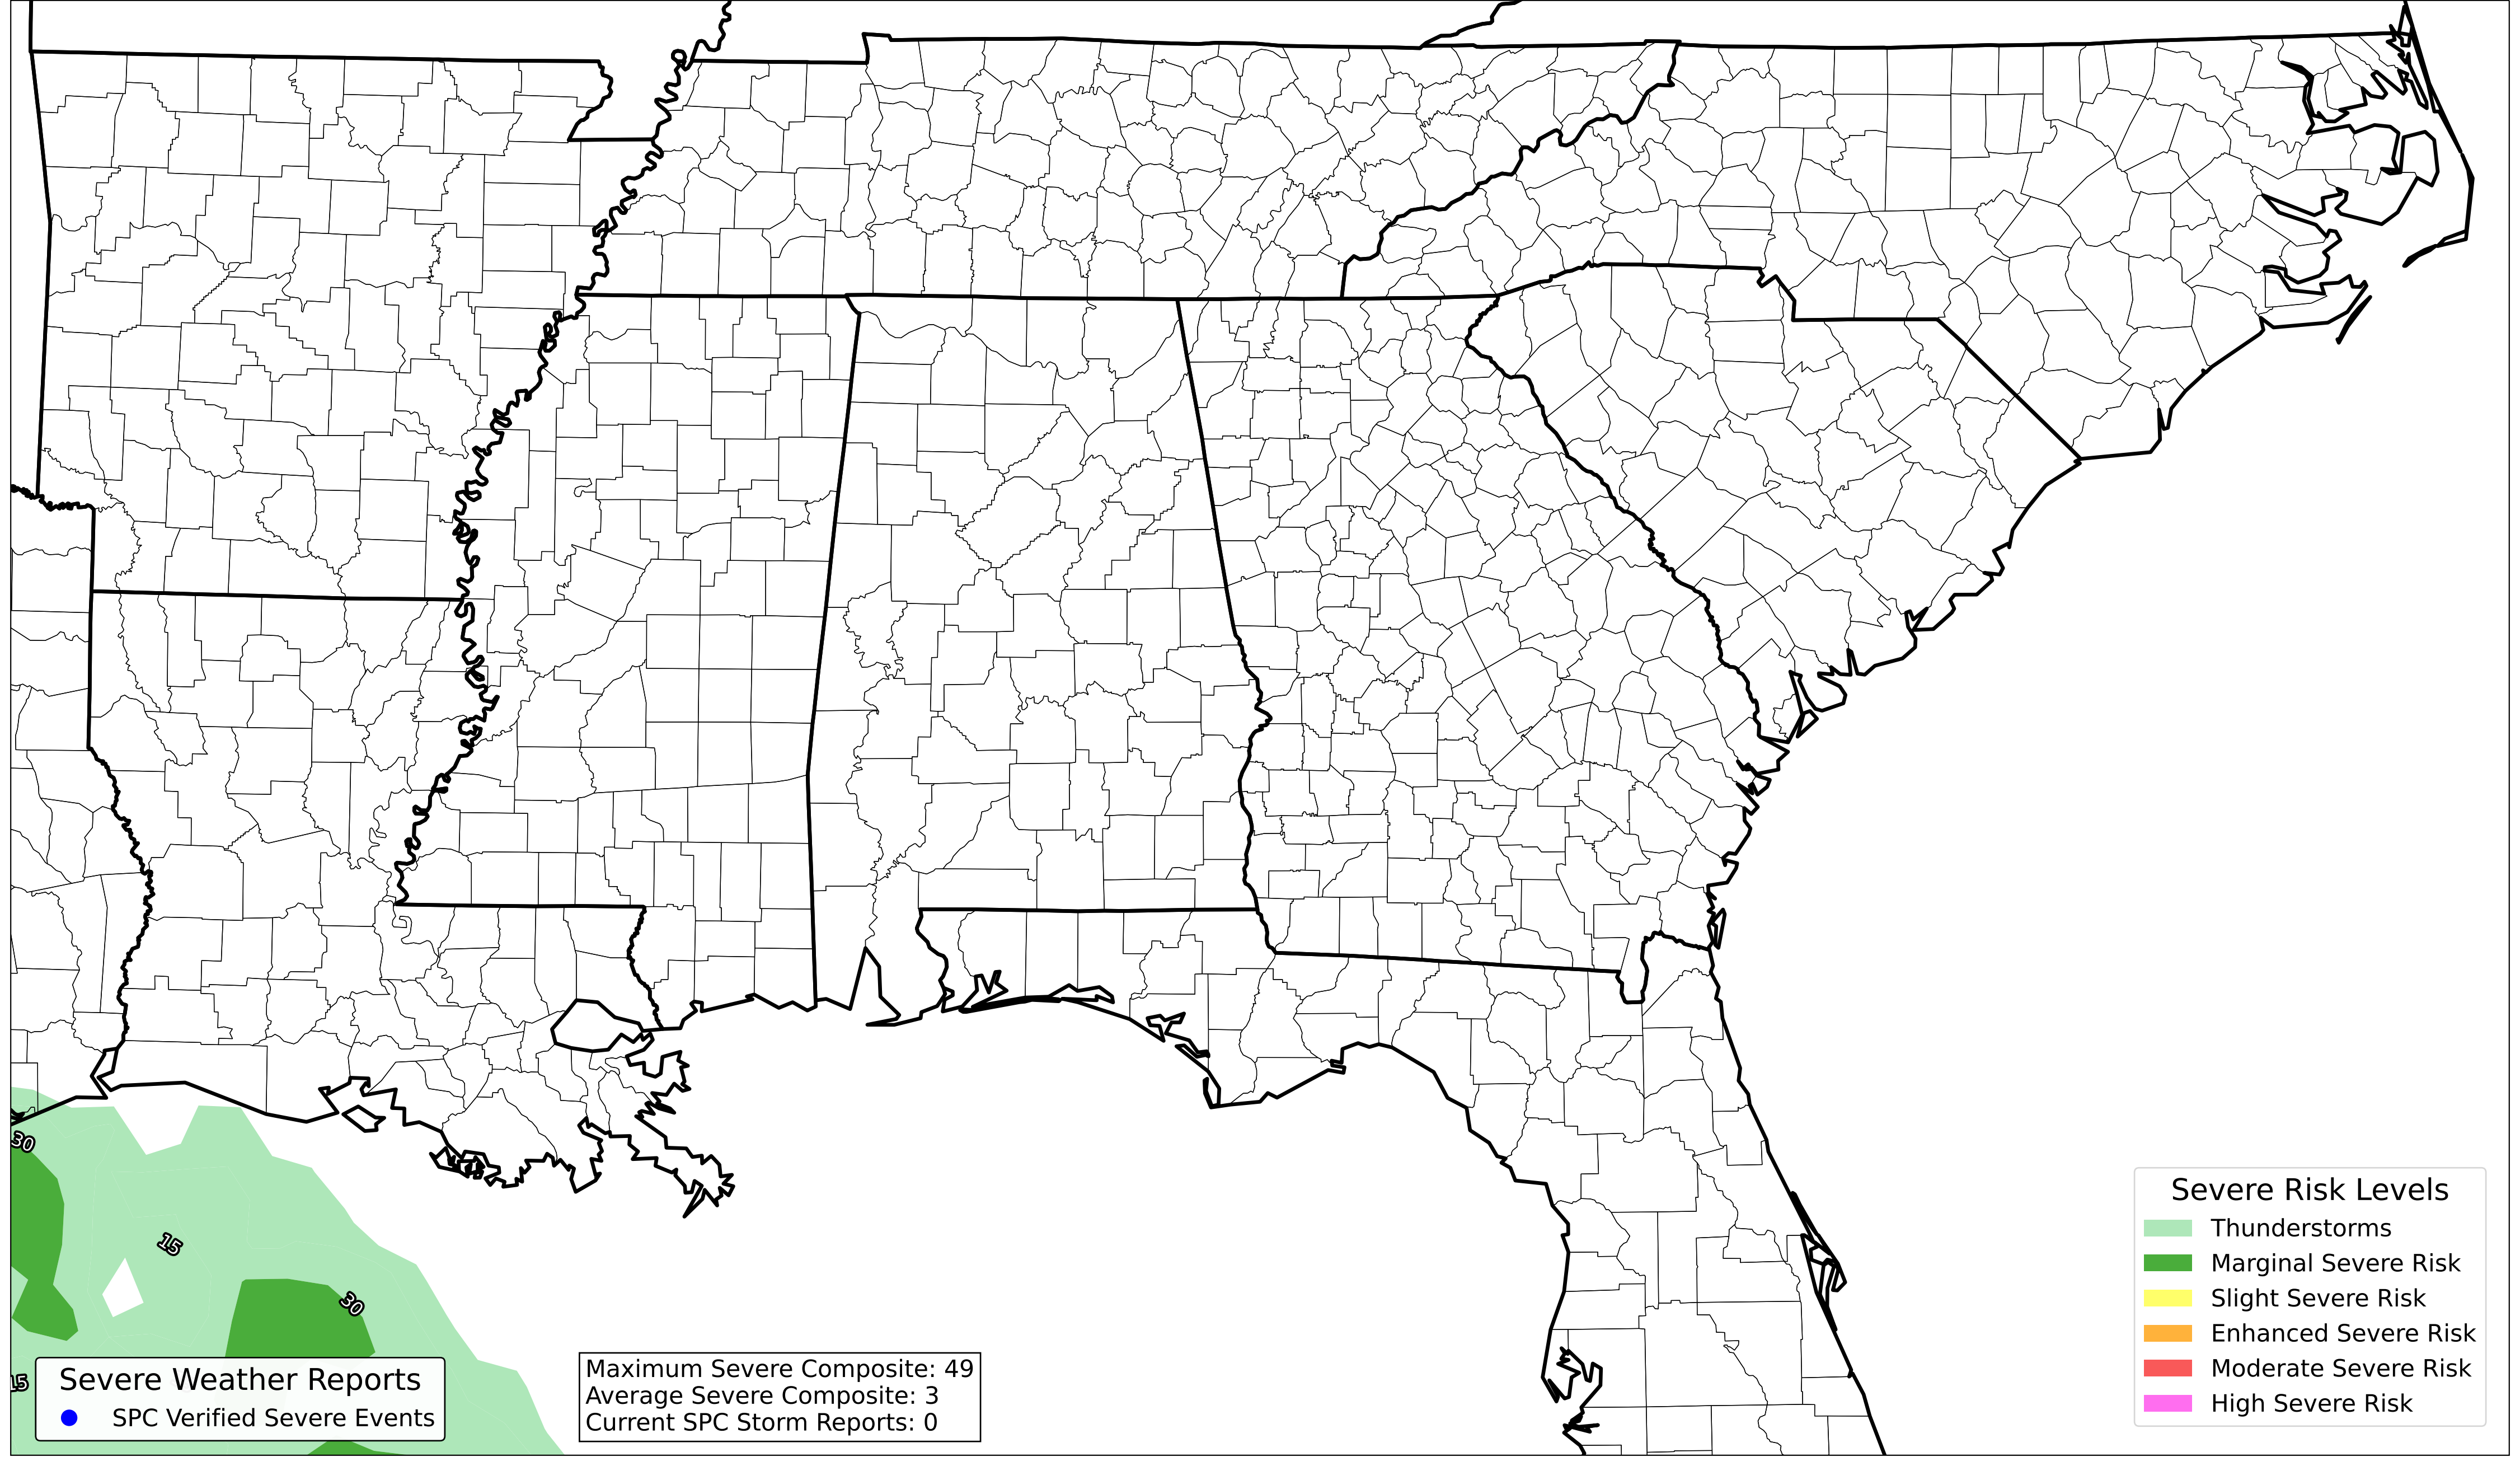 30
15
30
15
Severe Weather Reports
SPC Verified Severe Events
Maximum Severe Composite: 49
Average Severe Composite: 3
Current SPC Storm Reports: 0
Severe Risk Levels
Thunderstorms
Marginal Severe Risk
Slight Severe Risk
Enhanced Severe Risk
Moderate Severe Risk
High Severe Risk